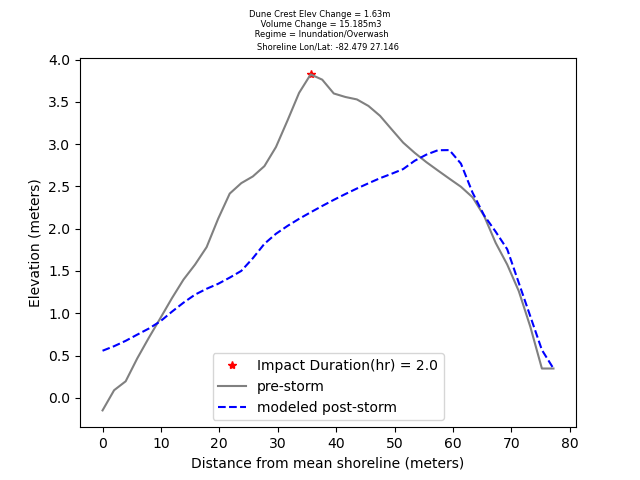 Dune Crest Elev Change = 1.63m
Volume Change = 15.185m3
Regime = Inundation/Overwash
Shoreline Lon/Lat: -82.479 27.146
4.0
3.5
3.0
2.5
2.0
1.5
1.0
0.5
0.0
Elevation (meters)
Impact Duration(hr) = 2.0
pre-storm
modeled post-storm
0 10 20 30 40 50 60 70 80
Distance from mean shoreline (meters)